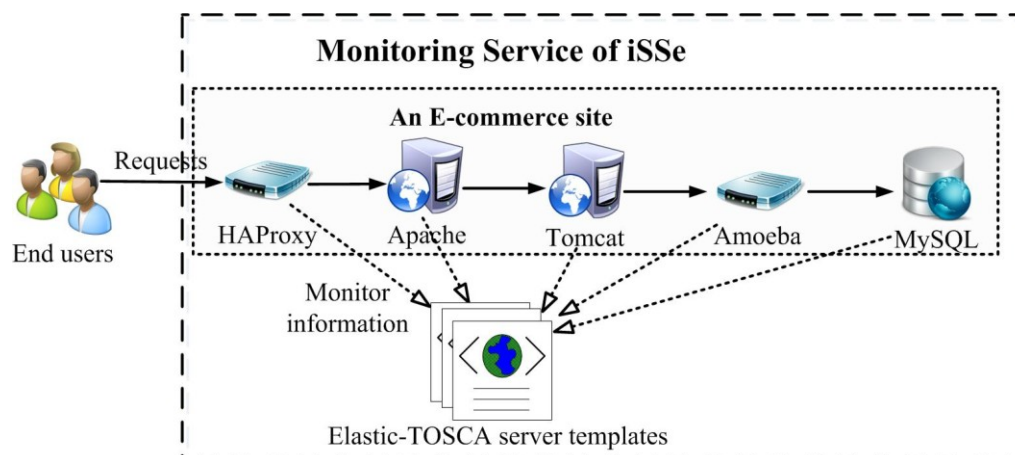 Monitoring Service of iSSe
An E-commerce site
Requests
End users
HAProxy
Apache
Tomcat
Amoeba
MySQL
Monitor
information
Elastic-TOSCA server templates